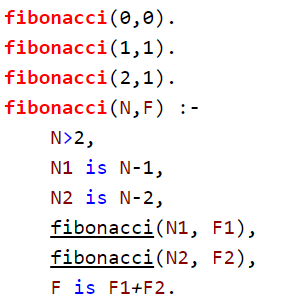 fibonacci(0,0).
fibonacci(1,1).
fibonacci(2,1).
fibonacci(N,F) :-
    N>2,
    N1 is N-1,
    N2 is N-2,
    fibonacci(N1, F1),
    fibonacci(N2, F2),
    F is F1+F2.